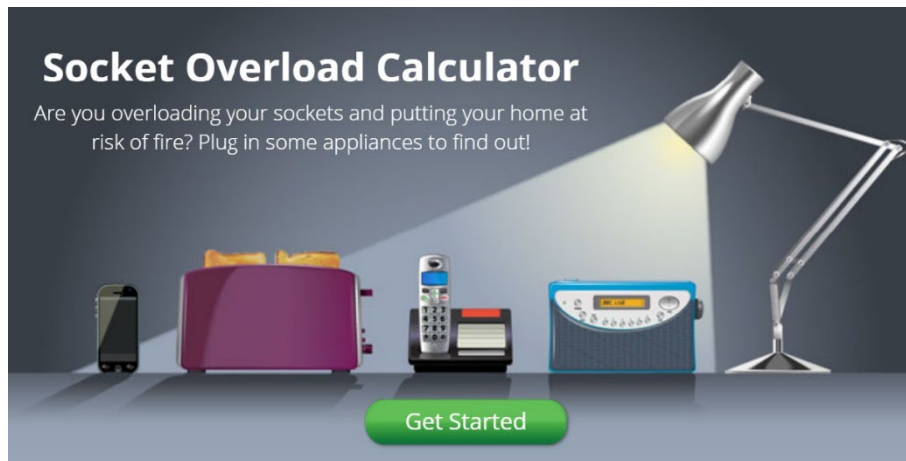 Socket Overload Calculator
Are you overloading your sockets and putting your home at
risk of fire? Plug in some appliances to find out!
Get Started